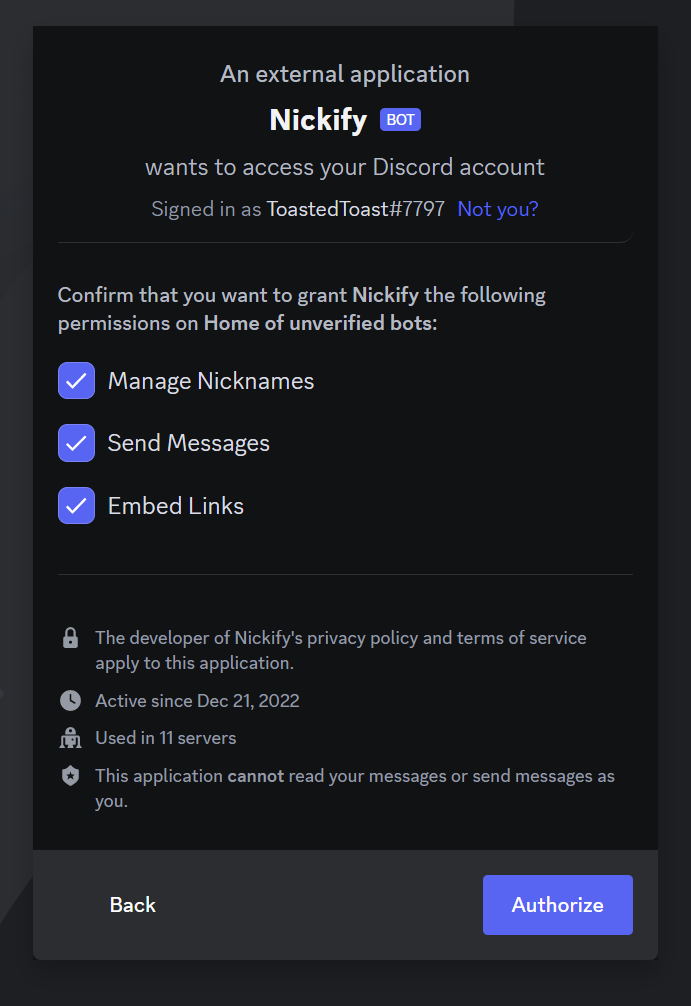 An external application
Nickify BOT
wants to access your Discord account
Signed in as ToastedToast#7797 Not you?
Confirm that you want to grant Nickify the following
permissions on Home of unverified bots:
Manage Nicknames
Send Messages
Embed Links
The developer of Nickify's privacy policy and terms of service
apply to this application.
Active since Dec 21, 2022
Used in 11 servers
This application cannot read your messages or send messages as
you.
Back
Authorize